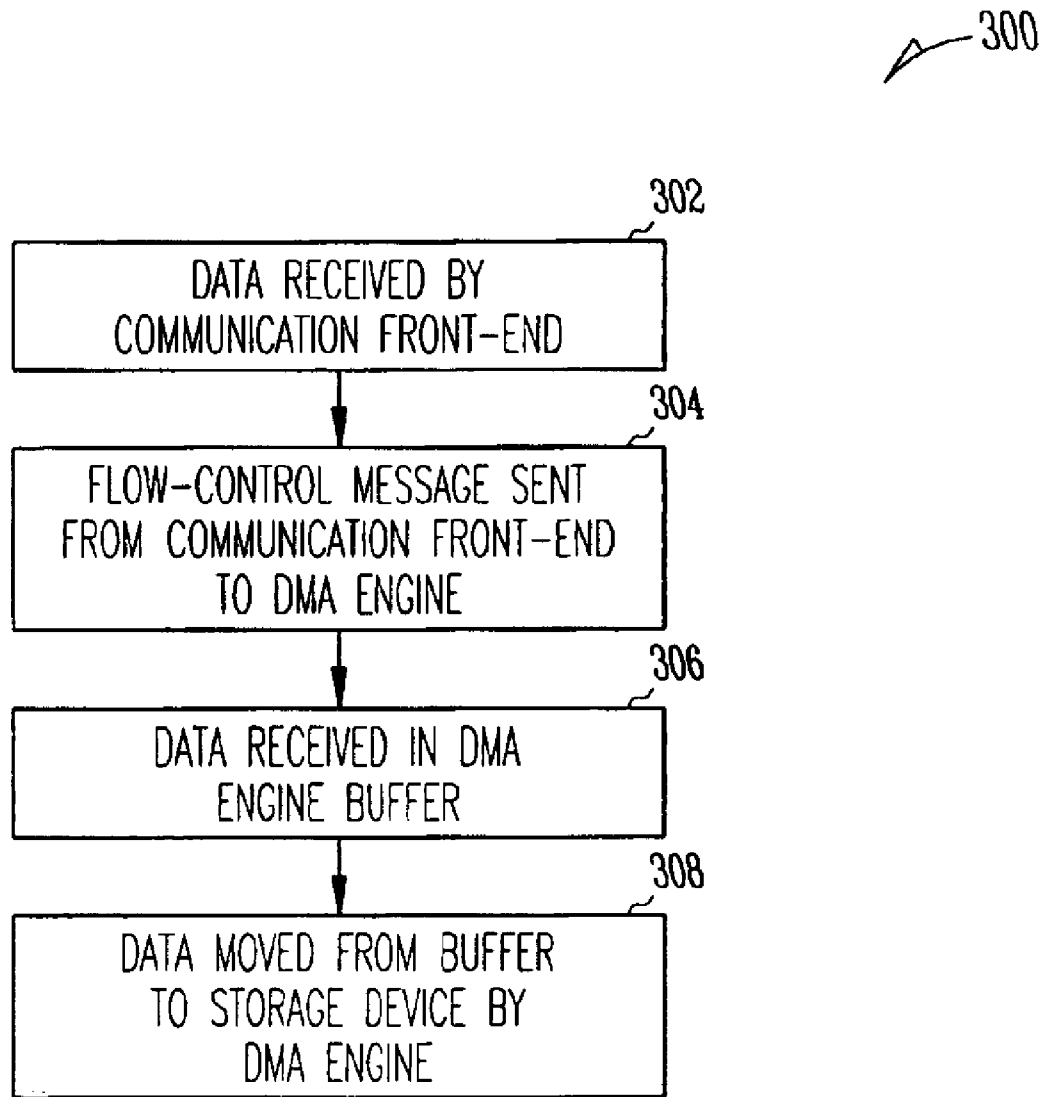 300
302
DATA RECEIVED BY
COMMUNICATION FRONT-END
304
FLOW-CONTROL MESSAGE SENT
FROM COMMUNICATION FRONT-END
TO DMA ENGINE
306
DATA RECEIVED IN DMA
ENGINE BUFFER
308
DATA MOVED FROM BUFFER
TO STORAGE DEVICE BY
DMA ENGINE